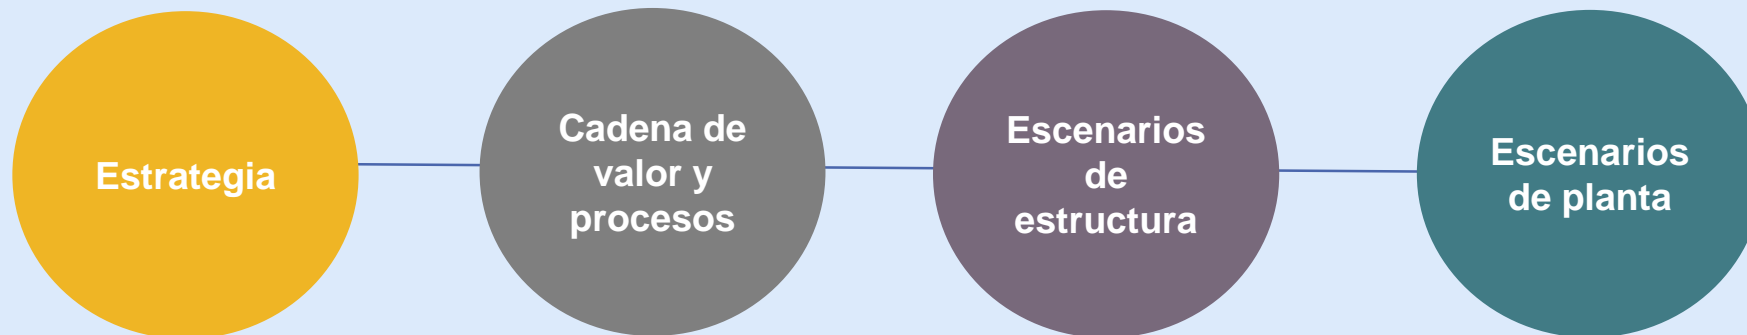 Estrategia
Cadena de
valor y
procesos
Escenarios
de
estructura
Escenarios
de planta